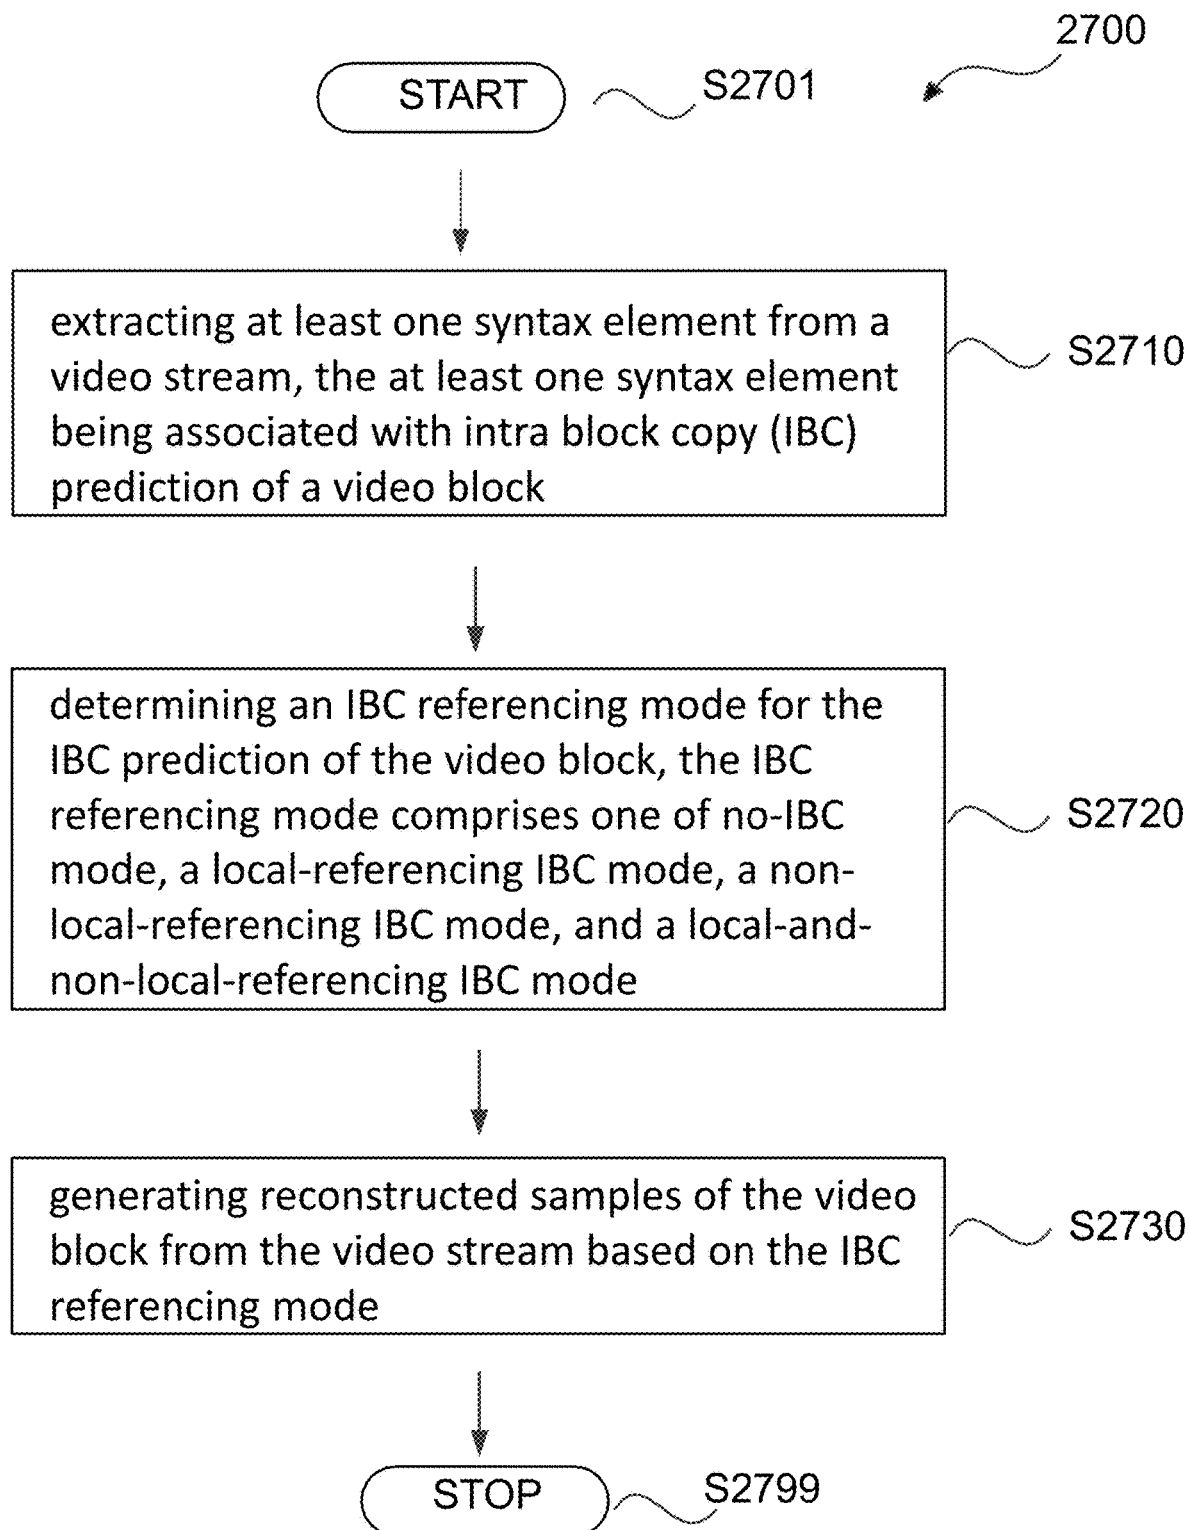 2700
START
S2701
extracting at least one syntax element from a
video stream, the at least one syntax element
being associated with intra block copy (IBC)
prediction of a video block
S2710
determining an IBC referencing mode for the
IBC prediction of the video block, the IBC
referencing mode comprises one of no-IBC
mode, a local-referencing IBC mode, a non-
local-referencing IBC mode, and a local-and-
non-local-referencing IBC mode
S2720
generating reconstructed samples of the video
block from the video stream based on the IBC
referencing mode
S2730
STOP
S2799